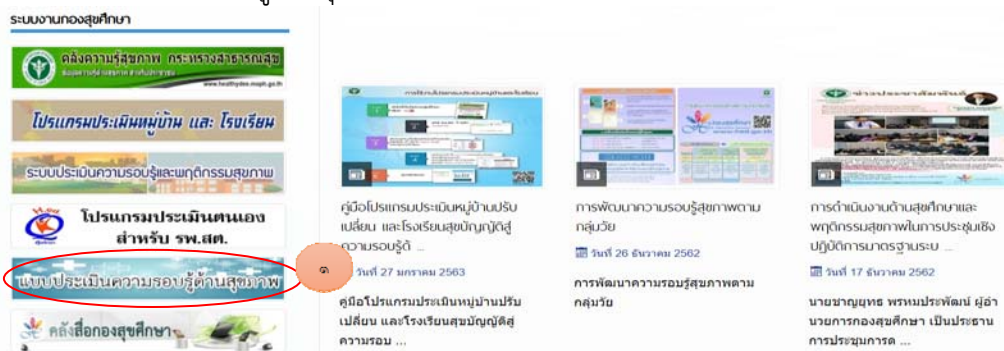 ระบบงานกองสุขศึกษา
คลังความรู้สุขภาพ กระทรวงสาธารณสุข
www.healthydee.moph.go.th
โปรแกรมประเมินหมู่บ้าน และ โรงเรียน
ระบบประเมินความรอบรู้และพฤติกรรมสุขภาพ
โปรแกรมประเมินตนเอง
สำหรับ รพ.สต.
แบบประเมินความรอบรู้ด้านสุขภาพ
๑
คลังสื่อกองสุขศึกษา
คู่มือโปรแกรมประเมินหมู่บ้านปรับ
เปลี่ยน และโรงเรียนสุขบัญญัติสู่
ความรอบรู้ด้ ...
วันที่ 27 มกราคม 2563
คู่มือโปรแกรมประเมินหมู่บ้านปรับ
เปลี่ยน และโรงเรียนสุขบัญญัติสู่
ความรอบ ...
การพัฒนาความรอบรู้สุขภาพตาม
กลุ่มวัย
วันที่ 26 ธันวาคม 2562
การพัฒนาความรอบรู้สุขภาพตาม
กลุ่มวัย
ข่าวประชาสัมพันธ์
การดำเนินงานด้านสุขศึกษาและ
พฤติกรรมสุขภาพในการประชุมเชิง
ปฏิบัติการมาตรฐานระบ ...
วันที่ 17 ธันวาคม 2562
นายชาญยุทธ พรหมประพัฒน์ ผู้อำ
นวยการกองสุขศึกษา เป็นประธาน
การประชุมการด ...